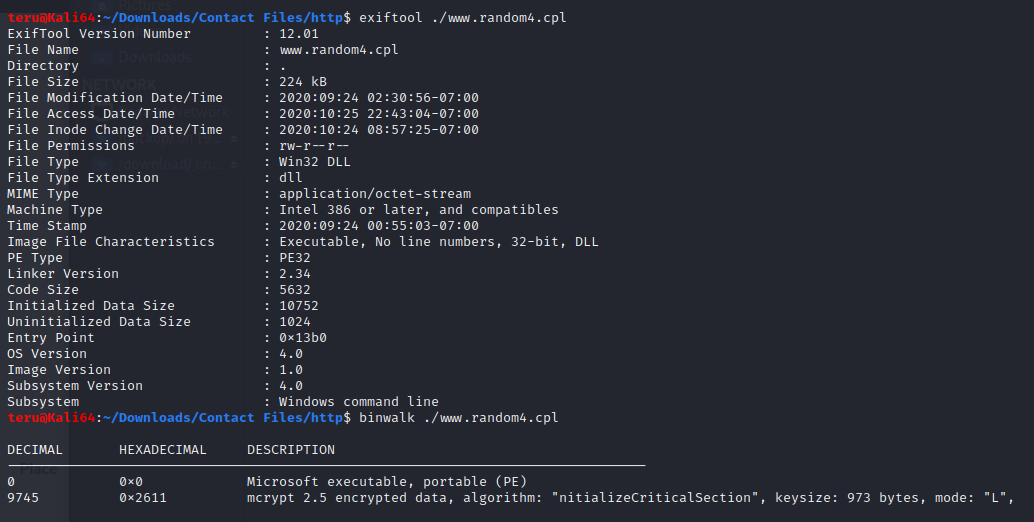 teru@Kali64:~/Downloads/Contact Files/http$ exiftool ./www.random4.cpl
ExifTool Version Number : 12.01
File Name : www.random4.cpl
Directory : .
File Size : 224 kB
File Modification Date/Time : 2020:09:24 02:30:56-07:00
File Access Date/Time : 2020:10:25 22:43:04-07:00
File Inode Change Date/Time : 2020:10:24 08:57:25-07:00
File Permissions : rw-r--r--
File Type : Win32 DLL
File Type Extension : dll
MIME Type : application/octet-stream
Machine Type : Intel 386 or later, and compatibles
Time Stamp : 2020:09:24 00:55:03-07:00
Image File Characteristics : Executable, No line numbers, 32-bit, DLL
PE Type : PE32
Linker Version : 2.34
Code Size : 5632
Initialized Data Size : 10752
Uninitialized Data Size : 1024
Entry Point : 0×13b0
OS Version : 4.0
Image Version : 1.0
Subsystem Version : 4.0
Subsystem : Windows command line
teru@Kali64:~/Downloads/Contact Files/http$ binwalk ./www.random4.cpl
DECIMAL HEXADECIMAL DESCRIPTION
0 0×0 Microsoft executable, portable (PE)
9745 0×2611 mcrypt 2.5 encrypted data, algorithm: "nitializeCriticalSection", keysize: 973 bytes, mode: "L",
Pictures
Downloads
NETWORK
Place